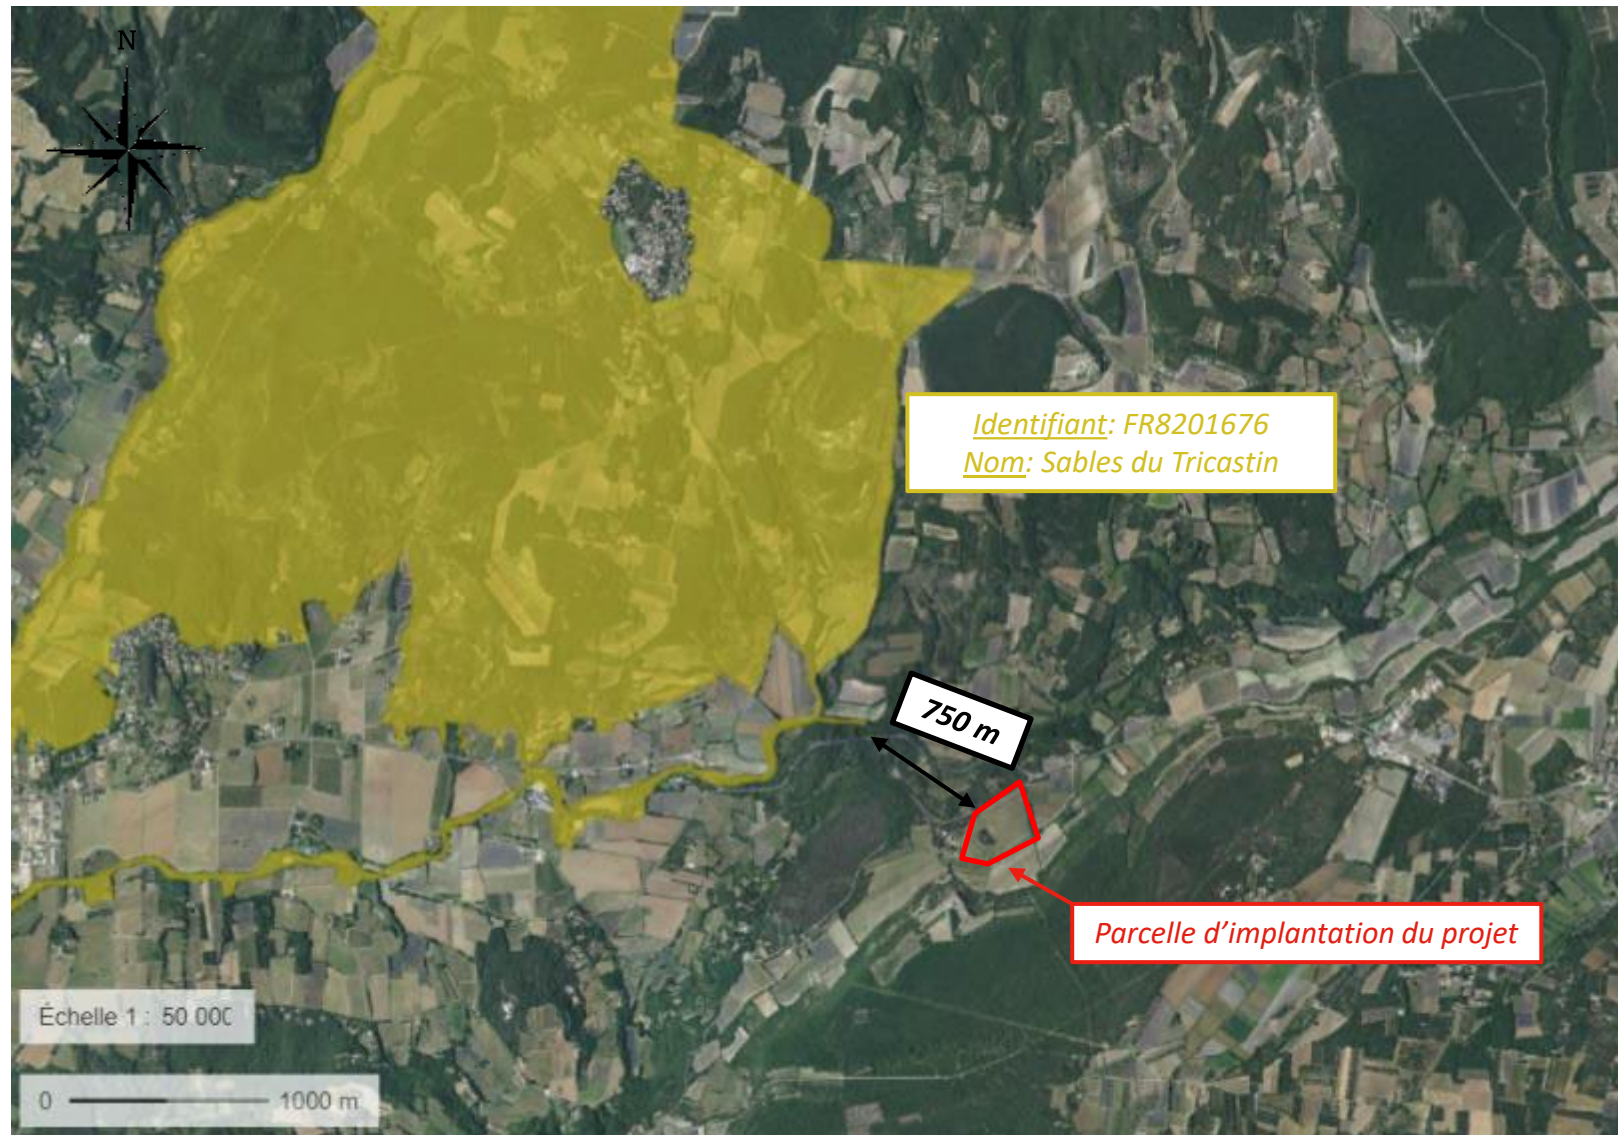 N
Identifiant: FR8201676
Nom: Sables du Tricastin
750 m
Parcelle d'implantation du projet
Échelle 1 : 50 000
0 1000 m